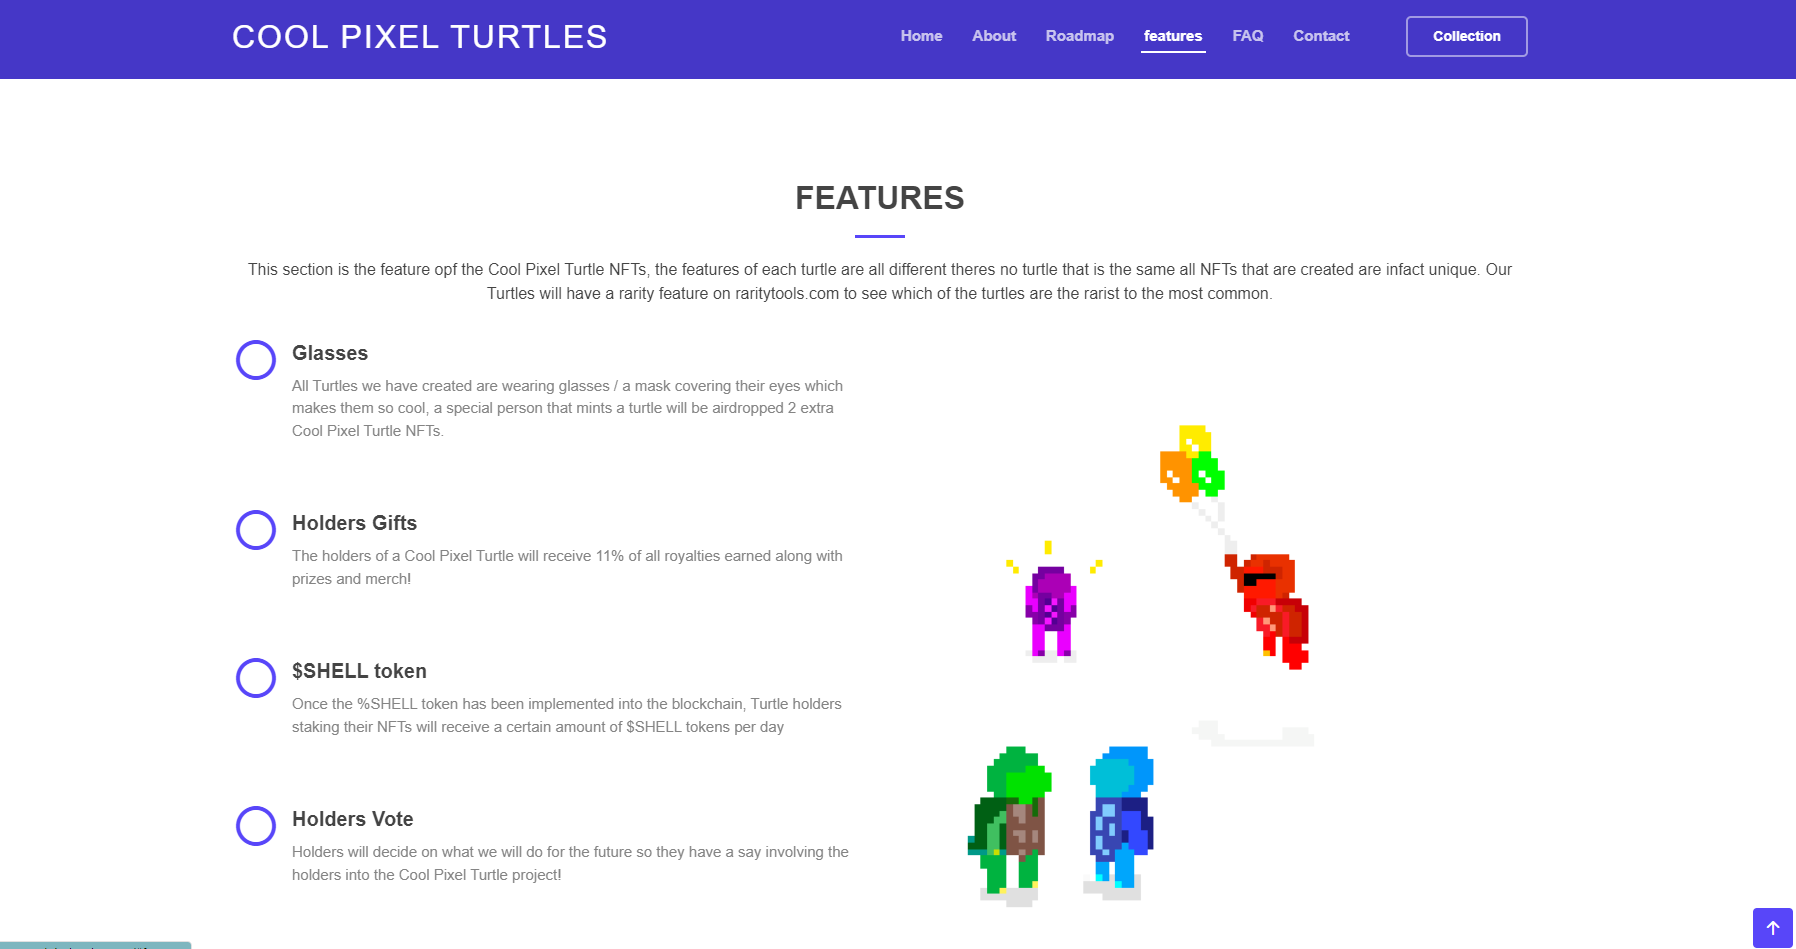 COOL PIXEL TURTLES
Home About Roadmap features FAQ Contact Collection
FEATURES
This section is the feature opf the Cool Pixel Turtle NFTs, the features of each turtle are all different theres no turtle that is the same all NFTs that are created are infact unique. Our
Turtles will have a rarity feature on raritytools.com to see which of the turtles are the rarist to the most common.
Glasses
All Turtles we have created are wearing glasses / a mask covering their eyes which
makes them so cool, a special person that mints a turtle will be airdropped 2 extra
Cool Pixel Turtle NFTs.
Holders Gifts
The holders of a Cool Pixel Turtle will receive 11% of all royalties earned along with
prizes and merch!
$SHELL token
Once the %SHELL token has been implemented into the blockchain, Turtle holders
staking their NFTs will receive a certain amount of $SHELL tokens per day
Holders Vote
Holders will decide on what we will do for the future so they have a say involving the
holders into the Cool Pixel Turtle project!